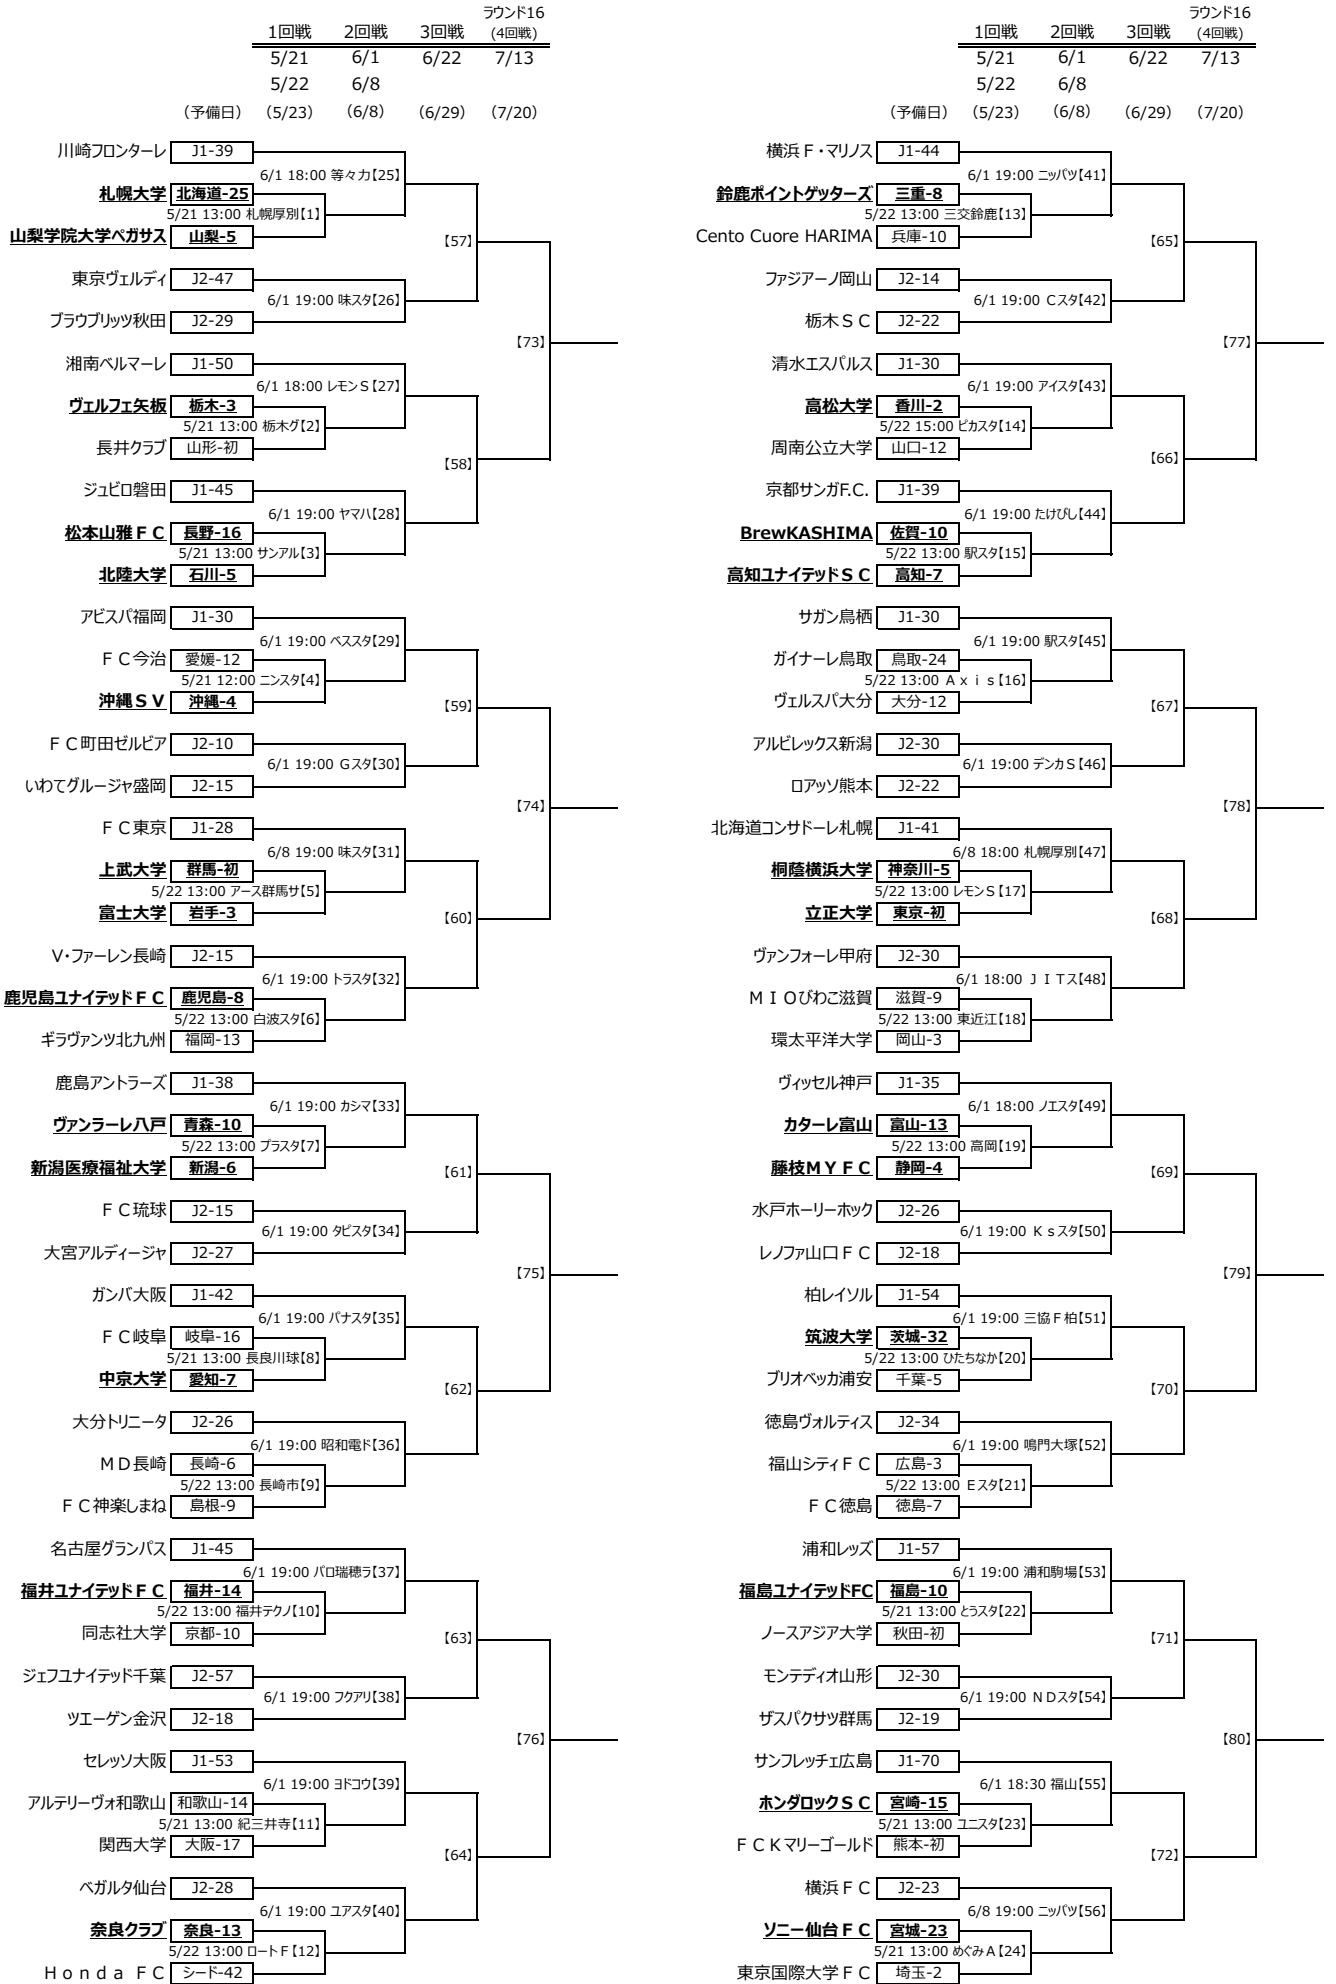 ラウンド16
1回戦 2回戦 3回戦 (4回戦)
5/21 6/1 6/22 7/13
5/22 6/8
(予備日) (5/23) (6/8) (6/29) (7/20)
川崎フロンターレ J1-39
6/1 18:00 等々力【25】
札幌大学 北海道-25
5/21 13:00 札幌厚別【1】
山梨学院大学ペガサス 山梨-5
【57】
東京ヴェルディ J2-47
6/1 19:00 味スタ【26】
ブラウブリッツ秋田 J2-29
【73】
湘南ベルマーレ J1-50
6/1 18:00 レモンS【27】
ヴェルフェ矢板 栃木-3
5/21 13:00 栃木グ【2】
長井クラブ 山形-初
【58】
ジュビロ磐田 J1-45
6/1 19:00 ヤマハ【28】
松本山雅FC 長野-16
5/21 13:00 サンアル【3】
北陸大学 石川-5
アビスパ福岡 J1-30
6/1 19:00 ベススタ【29】
FC今治 愛媛-12
5/21 12:00 ニンスタ【4】
沖縄SV 沖縄-4
【59】
FC町田ゼルビア J2-10
6/1 19:00 Gスタ【30】
いわてグルージャ盛岡 J2-15
【74】
FC東京 J1-28
6/8 19:00 味スタ【31】
上武大学 群馬-初
5/22 13:00 アース群馬サ【5】
富士大学 岩手-3
【60】
V・ファーレン長崎 J2-15
6/1 19:00 トラスタ【32】
鹿児島ユナイテッドFC 鹿児島-8
5/22 13:00 白波スタ【6】
ギラヴァンツ北九州 福岡-13
鹿島アントラーズ J1-38
6/1 19:00 カシマ【33】
ヴァンラーレ八戸 青森-10
5/22 13:00 プラスタ【7】
新潟医療福祉大学 新潟-6
【61】
FC琉球 J2-15
6/1 19:00 タピスタ【34】
大宮アルディージャ J2-27
【75】
ガンバ大阪 J1-42
6/1 19:00 パナスタ【35】
FC岐阜 岐阜-16
5/21 13:00 長良川球【8】
中京大学 愛知-7
【62】
大分トリニータ J2-26
6/1 19:00 昭和電ド【36】
MD長崎 長崎-6
5/22 13:00 長崎市【9】
FC神楽しまね 島根-9
名古屋グランパス J1-45
6/1 19:00 パロ瑞穂ラ【37】
福井ユナイテッドFC 福井-14
5/22 13:00 福井テクノ【10】
同志社大学 京都-10
【63】
ジェフユナイテッド千葉 J2-57
6/1 19:00 フクアリ【38】
ツエーゲン金沢 J2-18
【76】
セレッソ大阪 J1-53
6/1 19:00 ヨドコウ【39】
アルテリーヴォ和歌山 和歌山-14
5/21 13:00 紀三井寺【11】
関西大学 大阪-17
【64】
ベガルタ仙台 J2-28
6/1 19:00 ユアスタ【40】
奈良クラブ 奈良-13
5/22 13:00 ロートF【12】
Honda FC シード-42
ラウンド16
1回戦 2回戦 3回戦 (4回戦)
5/21 6/1 6/22 7/13
5/22 6/8
(予備日) (5/23) (6/8) (6/29) (7/20)
横浜F・マリノス J1-44
6/1 19:00 ニッパツ【41】
鈴鹿ポイントゲッターズ 三重-8
5/22 13:00 三交鈴鹿【13】
Cento Cuore HARIMA 兵庫-10
【65】
ファジアーノ岡山 J2-14
6/1 19:00 Cスタ【42】
栃木SC J2-22
【77】
清水エスパルス J1-30
6/1 19:00 アイスタ【43】
高松大学 香川-2
5/22 15:00 ピカスタ【14】
周南公立大学 山口-12
【66】
京都サンガF.C. J1-39
6/1 19:00 たけびし【44】
BrewKASHIMA 佐賀-10
5/22 13:00 駅スタ【15】
高知ユナイテッドSC 高知-7
サガン鳥栖 J1-30
6/1 19:00 駅スタ【45】
ガイナーレ鳥取 鳥取-24
5/22 13:00 Axis【16】
ヴェルスパ大分 大分-12
【67】
アルビレックス新潟 J2-30
6/1 19:00 デンカS【46】
ロアッソ熊本 J2-22
【78】
北海道コンサドーレ札幌 J1-41
6/8 18:00 札幌厚別【47】
桐蔭横浜大学 神奈川-5
5/22 13:00 レモンS【17】
立正大学 東京-初
【68】
ヴァンフォーレ甲府 J2-30
6/1 18:00 JITス【48】
MIOびわこ滋賀 滋賀-9
5/22 13:00 東近江【18】
環太平洋大学 岡山-3
ヴィッセル神戸 J1-35
6/1 18:00 ノエスタ【49】
カターレ富山 富山-13
5/22 13:00 高岡【19】
藤枝MYFC 静岡-4
【69】
水戸ホーリーホック J2-26
6/1 19:00 Ksスタ【50】
レノファ山口FC J2-18
【79】
柏レイソル J1-54
6/1 19:00 三協F柏【51】
筑波大学 茨城-32
5/22 13:00 ひたちなか【20】
ブリオベッカ浦安 千葉-5
【70】
徳島ヴォルティス J2-34
6/1 19:00 鳴門大塚【52】
福山シティFC 広島-3
5/22 13:00 Eスタ【21】
FC徳島 徳島-7
浦和レッズ J1-57
6/1 19:00 浦和駒場【53】
福島ユナイテッドFC 福島-10
5/21 13:00 とうスタ【22】
ノースアジア大学 秋田-初
【71】
モンテディオ山形 J2-30
6/1 19:00 NDスタ【54】
ザスパクサツ群馬 J2-19
【80】
サンフレッチェ広島 J1-70
6/1 18:30 福山【55】
ホンダロックSC 宮崎-15
5/21 13:00 ユニスタ【23】
FCKマリーゴールド 熊本-初
【72】
横浜FC J2-23
6/8 19:00 ニッパツ【56】
ソニー仙台FC 宮城-23
5/21 13:00 めぐみA【24】
東京国際大学FC 埼玉-2